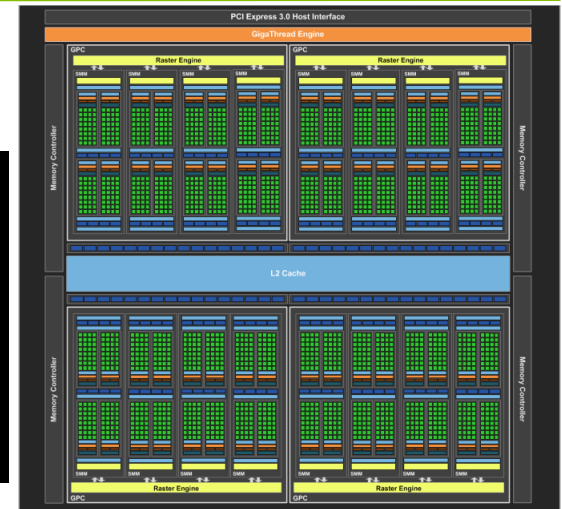 PCI Express 3.0 Host Interface
GigaThread Engine
GPC
Raster Engine
SMM SMM SMM SMM
GPC
Raster Engine
SMM SMM SMM SMM
Memory Controller
Memory Controller
L2 Cache
Memory Controller
Memory Controller
SMM SMM SMM SMM
Raster Engine
GPC
SMM SMM SMM SMM
Raster Engine
GPC